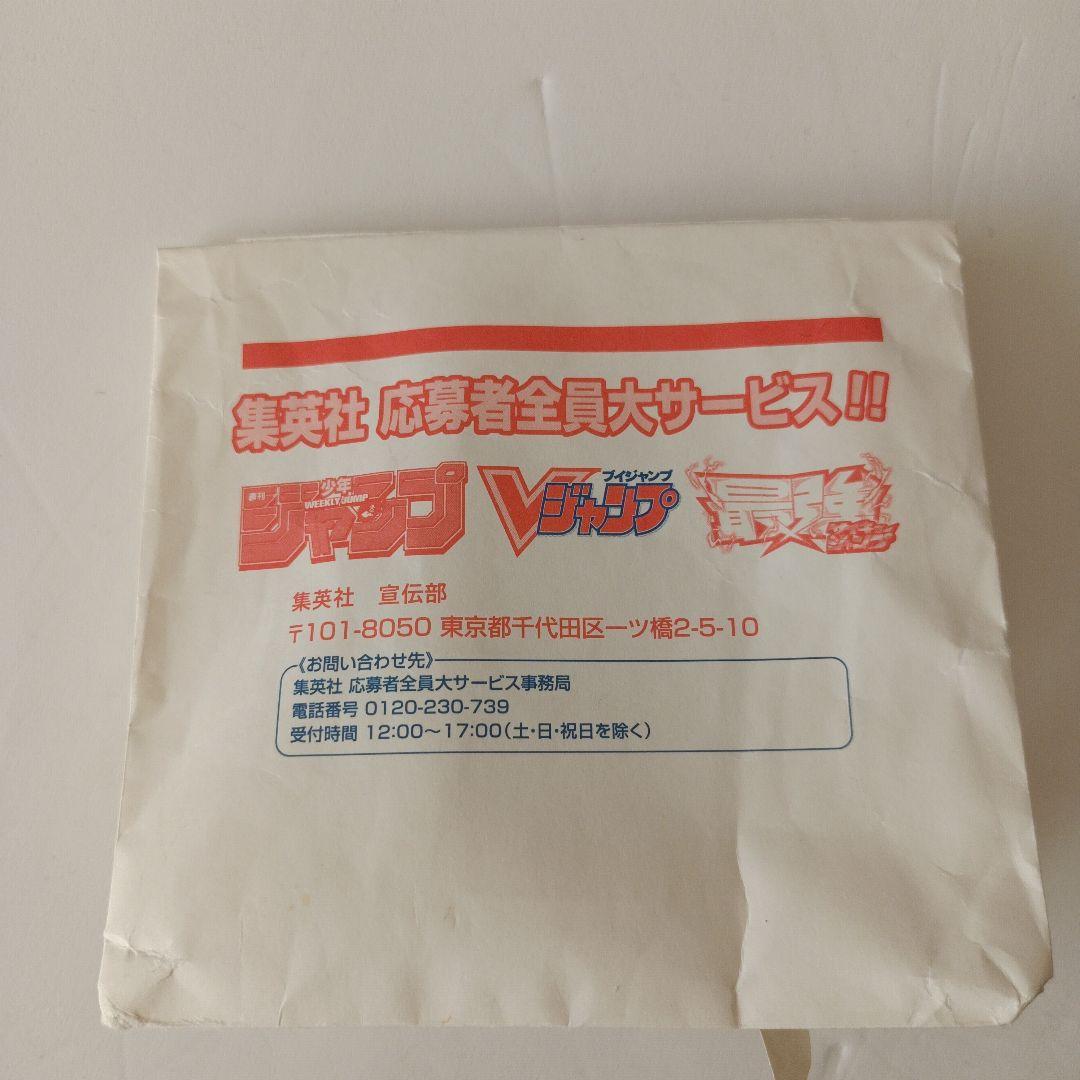 集英社 応募者全員大サービス!!
週刊 少年 ジャンプ WEEKLY JUMP
ブイジャンプ
Vジャンプ
最強ジャンプ
集英社　宣伝部
〒101-8050 東京都千代田区一ツ橋2-5-10
《お問い合わせ先》
集英社 応募者全員大サービス事務局
電話番号 0120-230-739
受付時間 12:00～17:00(土・日・祝日を除く)